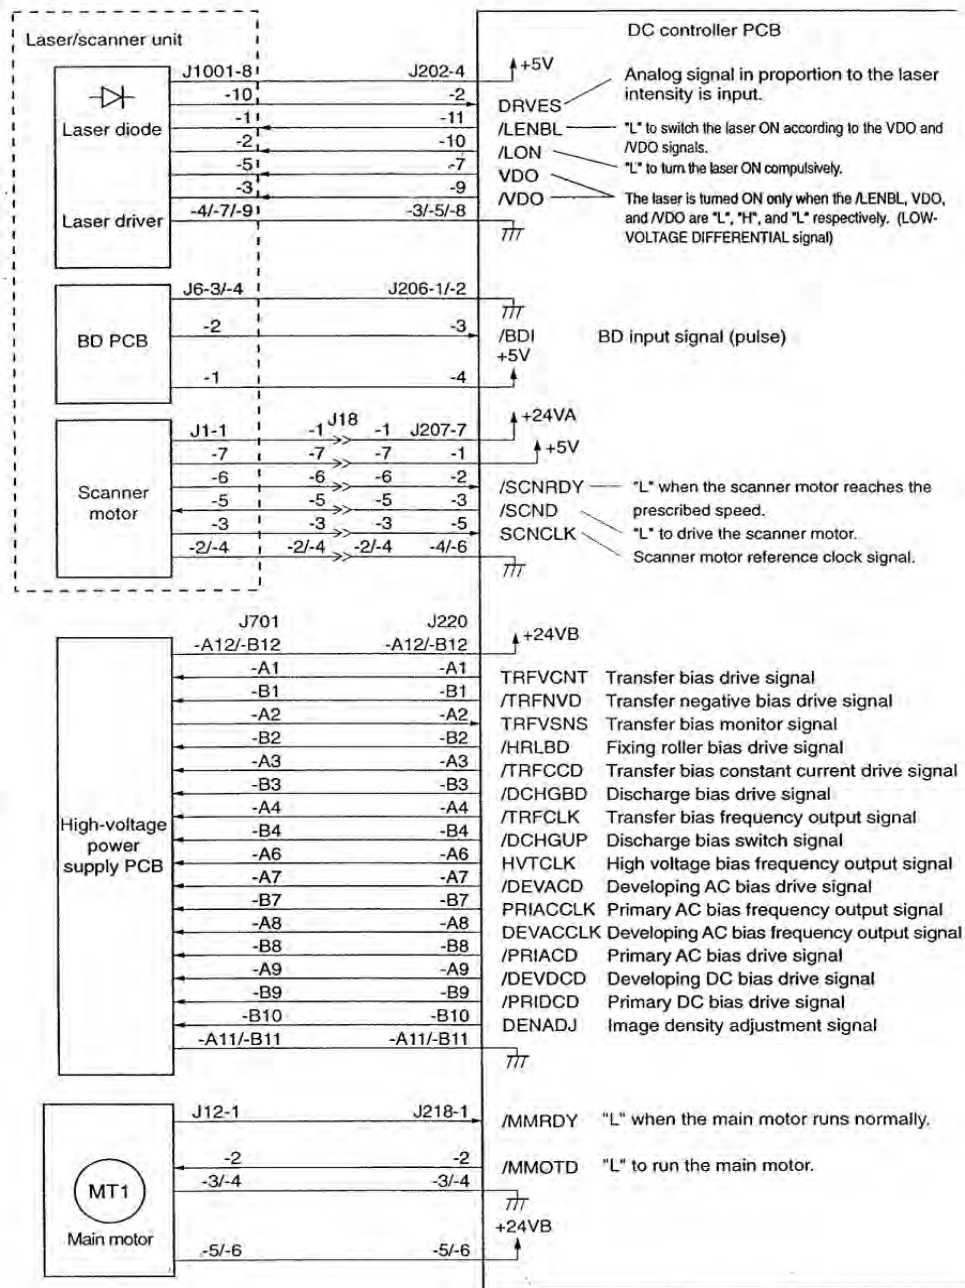 DC controller PCB
Laser/scanner unit
J1001-8 J202-4 +5V
-10 -2 DRVES Analog signal in proportion to the laser
intensity is input.
Laser diode
-1 -11 /LENBL "L" to switch the laser ON according to the VDO and
/VDO signals.
-2 -10 /LON "L" to turn the laser ON compulsively.
-5 -7 VDO
-3 -9 /VDO The laser is turned ON only when the /LENBL, VDO,
and /VDO are "L", "H", and "L" respectively. (LOW-
VOLTAGE DIFFERENTIAL signal)
Laser driver -4/-7/-9 -3/-5/-8
J6-3/-4 J206-1/-2
BD PCB -2 -3 /BDI BD input signal (pulse)
+5V
-1 -4
J18
J1-1 -1 -1 J207-7 +24VA
-7 -7 -7 -1 +5V
-6 -6 -6 -2 /SCNRDY "L" when the scanner motor reaches the
prescribed speed.
Scanner
motor
-5 -5 -5 -3 /SCND "L" to drive the scanner motor.
-3 -3 -3 -5 SCNCLK Scanner motor reference clock signal.
-2/-4 -2/-4 -2/-4 -4/-6
J701 J220
-A12/-B12 -A12/-B12 +24VB
-A1 -A1 TRFVCNT Transfer bias drive signal
-B1 -B1 /TRFNVD Transfer negative bias drive signal
-A2 -A2 TRFVSNS Transfer bias monitor signal
-B2 -B2 /HRLBD Fixing roller bias drive signal
-A3 -A3 /TRFCCD Transfer bias constant current drive signal
-B3 -B3 /DCHGBD Discharge bias drive signal
-A4 -A4 /TRFCLK Transfer bias frequency output signal
High-voltage
power
supply PCB
-B4 -B4 /DCHGUP Discharge bias switch signal
-A6 -A6 HVTCLK High voltage bias frequency output signal
-A7 -A7 /DEVACD Developing AC bias drive signal
-B7 -B7 PRIACCLK Primary AC bias frequency output signal
-A8 -A8 DEVACCLK Developing AC bias frequency output signal
-B8 -B8 /PRIACD Primary AC bias drive signal
-A9 -A9 /DEVDCD Developing DC bias drive signal
-B9 -B9 /PRIDCD Primary DC bias drive signal
-B10 -B10 DENADJ Image density adjustment signal
-A11/-B11 -A11/-B11
J12-1 J218-1 /MMRDY "L" when the main motor runs normally.
-2 -2 /MMOTD "L" to run the main motor.
MT1 -3/-4 -3/-4
Main motor
+24VB
-5/-6 -5/-6